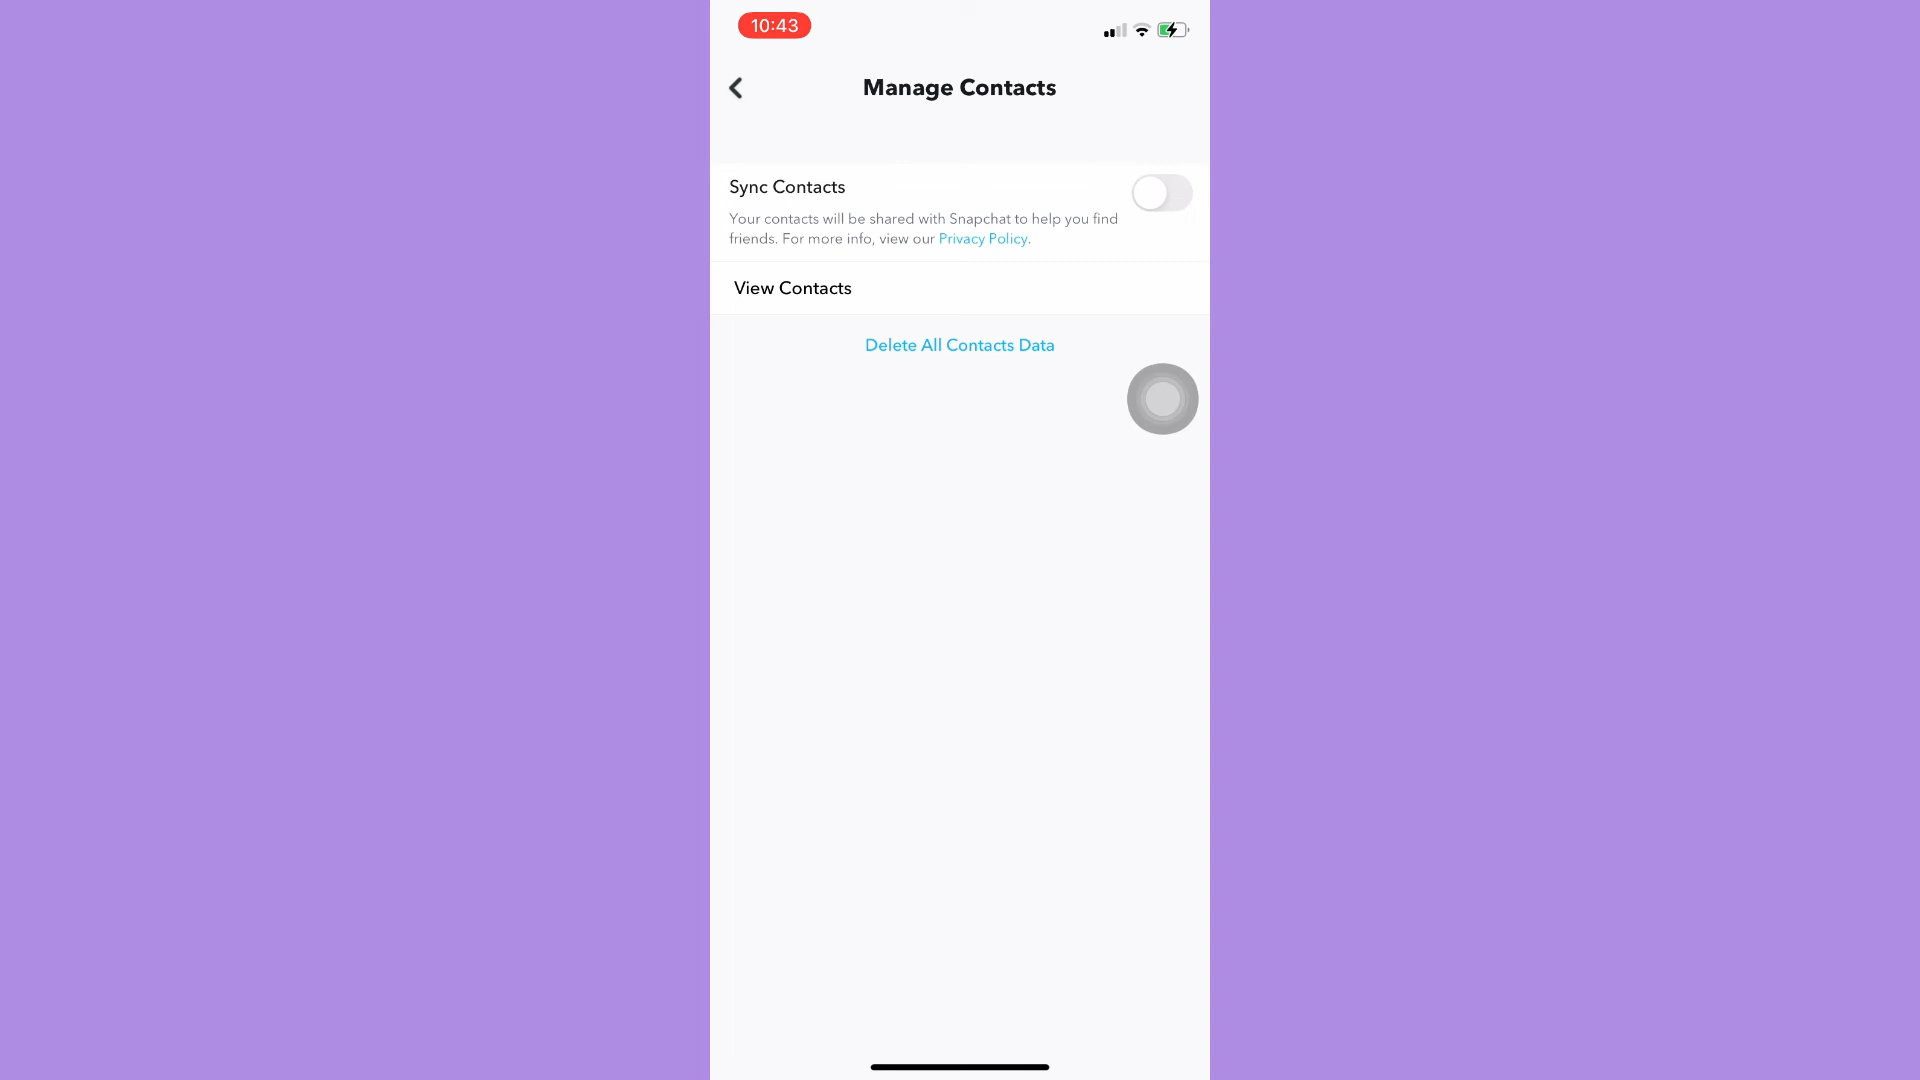 10:43
Manage Contacts
Sync Contacts
Your contacts will be shared with Snapchat to help you find
friends. For more info, view our Privacy Policy.
View Contacts
Delete All Contacts Data